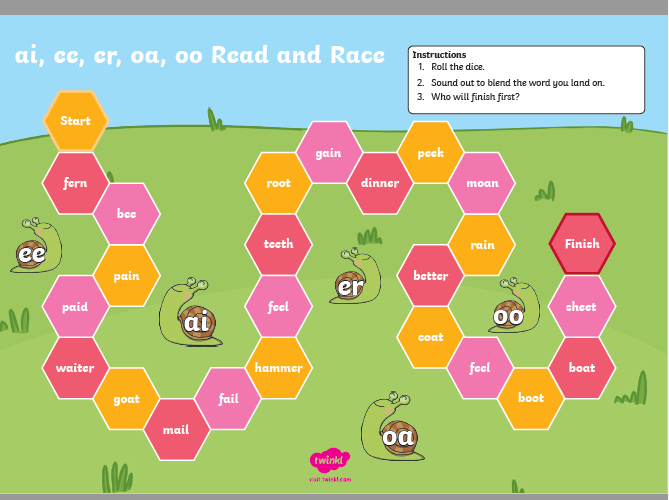 ai, ee, er, oa, oo Read and Race
Instructions
1. Roll the dice.
2. Sound out to blend the word you land on.
3. Who will finish first?
Start
fern
bee
pain
paid
waiter
goat
mail
fail
hammer
feel
teeth
root
gain
dinner
peek
moan
rain
better
coat
feel
boot
boat
sheet
Finish
ee
ai
er
oo
oa
twinkl
visit twinkl.com